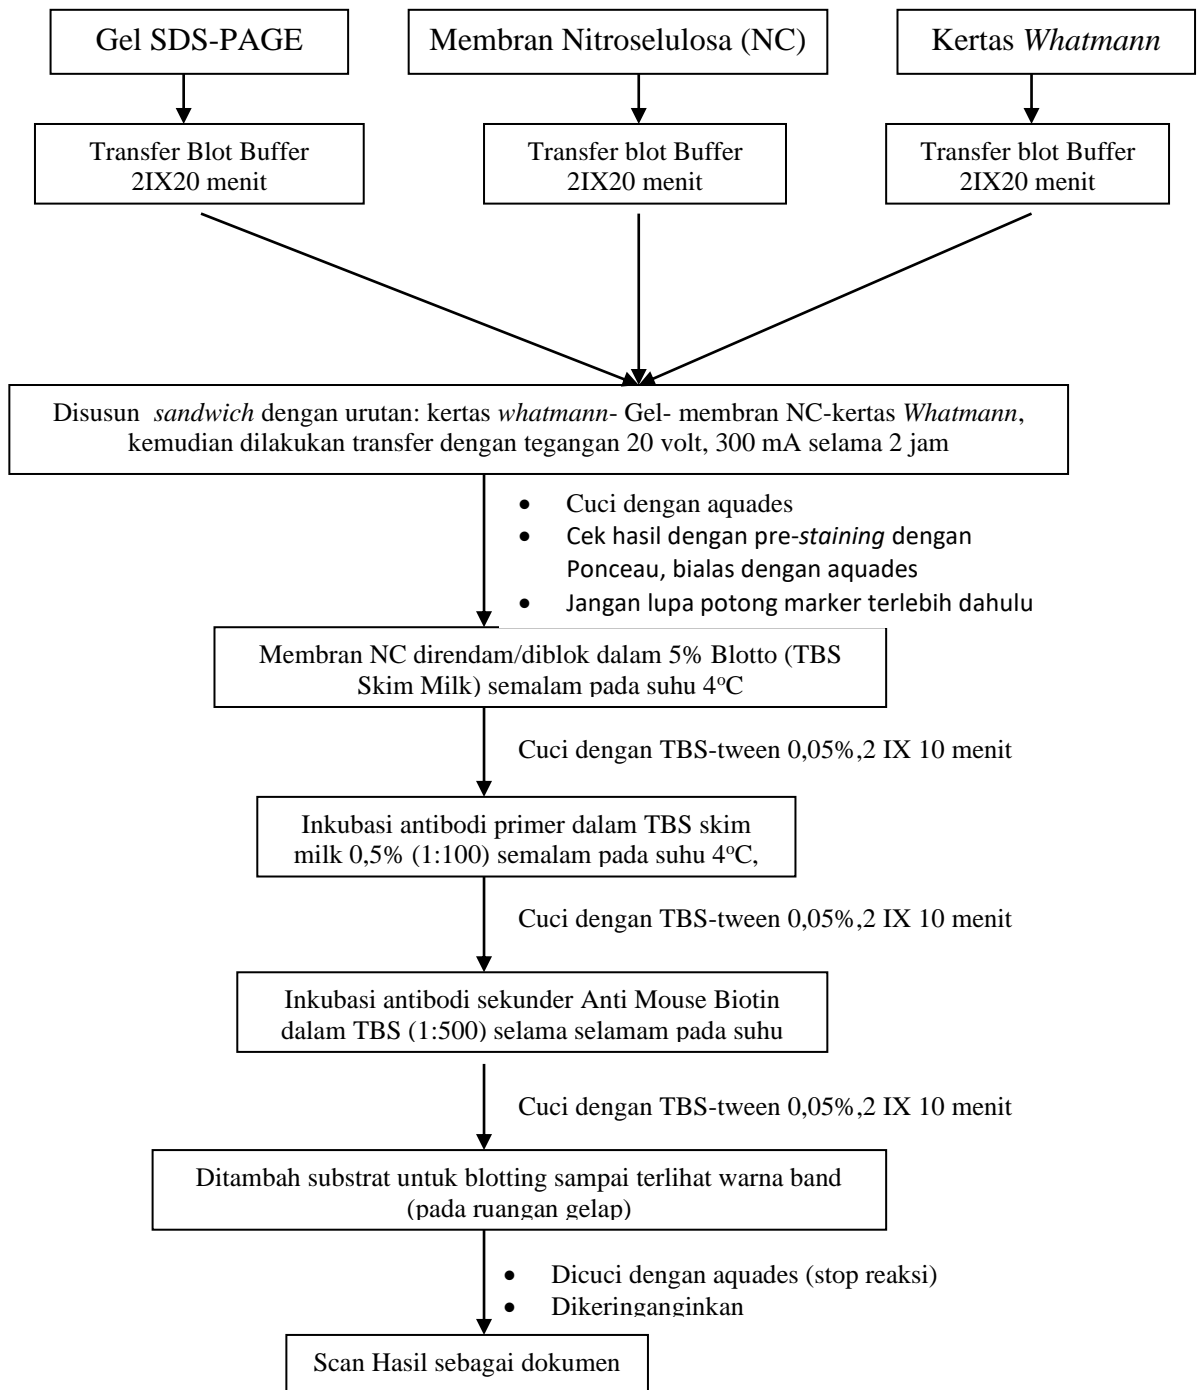 Gel SDS-PAGE
Membran Nitroselulosa (NC)
Kertas Whatmann
Transfer Blot Buffer
2IX20 menit
Transfer blot Buffer
2IX20 menit
Transfer blot Buffer
2IX20 menit
Disusun sandwich dengan urutan: kertas whatmann- Gel- membran NC-kertas Whatmann,
kemudian dilakukan transfer dengan tegangan 20 volt, 300 mA selama 2 jam
• Cuci dengan aquades
• Cek hasil dengan pre-staining dengan
Ponceau, bialas dengan aquades
• Jangan lupa potong marker terlebih dahulu
Membran NC direndam/diblok dalam 5% Blotto (TBS
Skim Milk) semalam pada suhu 4°C
Cuci dengan TBS-tween 0,05%,2 IX 10 menit
Inkubasi antibodi primer dalam TBS skim
milk 0,5% (1:100) semalam pada suhu 4°C,
Cuci dengan TBS-tween 0,05%,2 IX 10 menit
Inkubasi antibodi sekunder Anti Mouse Biotin
dalam TBS (1:500) selama selamam pada suhu
Cuci dengan TBS-tween 0,05%,2 IX 10 menit
Ditambah substrat untuk blotting sampai terlihat warna band
(pada ruangan gelap)
• Dicuci dengan aquades (stop reaksi)
• Dikeringanginkan
Scan Hasil sebagai dokumen